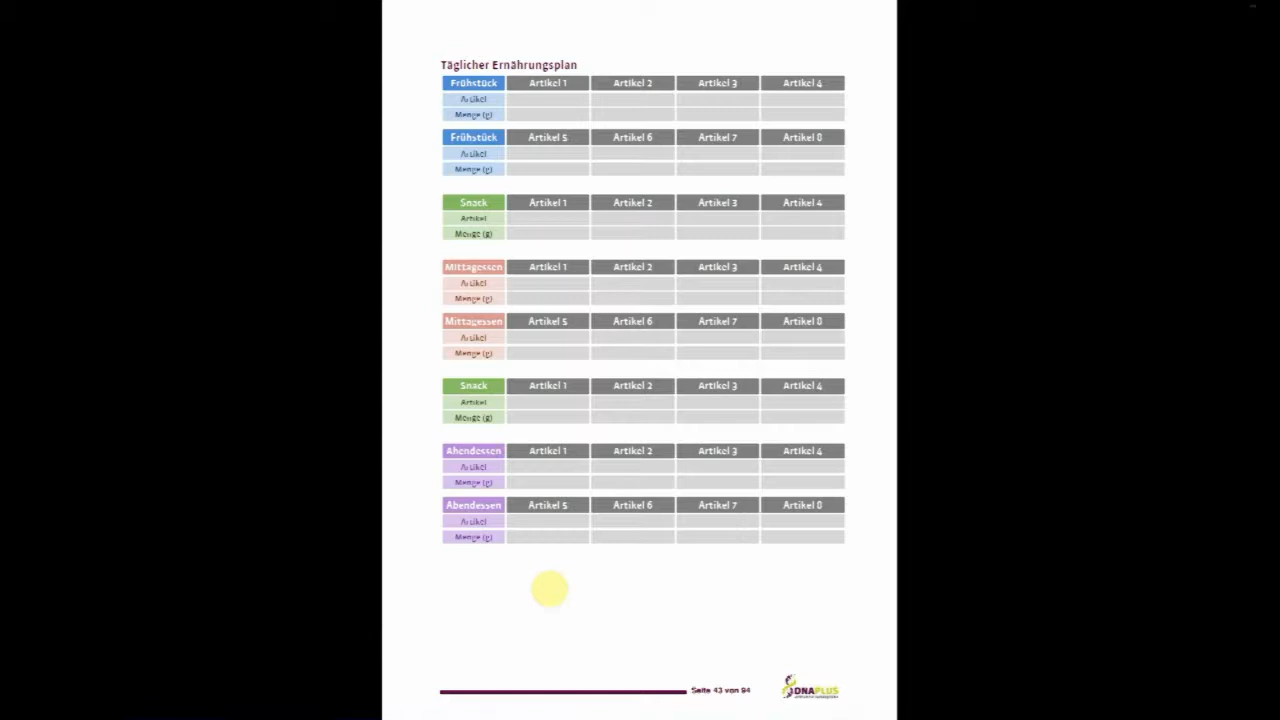 Täglicher Ernährungsplan
Frühstück Artikel 1 Artikel 2 Artikel 3 Artikel 4
Artikel
Menge (g)
Frühstück Artikel 5 Artikel 6 Artikel 7 Artikel 8
Artikel
Menge (g)
Snack Artikel 1 Artikel 2 Artikel 3 Artikel 4
Artikel
Menge (g)
Mittagessen Artikel 1 Artikel 2 Artikel 3 Artikel 4
Artikel
Menge (g)
Mittagessen Artikel 5 Artikel 6 Artikel 7 Artikel 8
Artikel
Menge (g)
Snack Artikel 1 Artikel 2 Artikel 3 Artikel 4
Artikel
Menge (g)
Abendessen Artikel 1 Artikel 2 Artikel 3 Artikel 4
Artikel
Menge (g)
Abendessen Artikel 5 Artikel 6 Artikel 7 Artikel 8
Artikel
Menge (g)
Seite 43 von 94
DNAPLUS